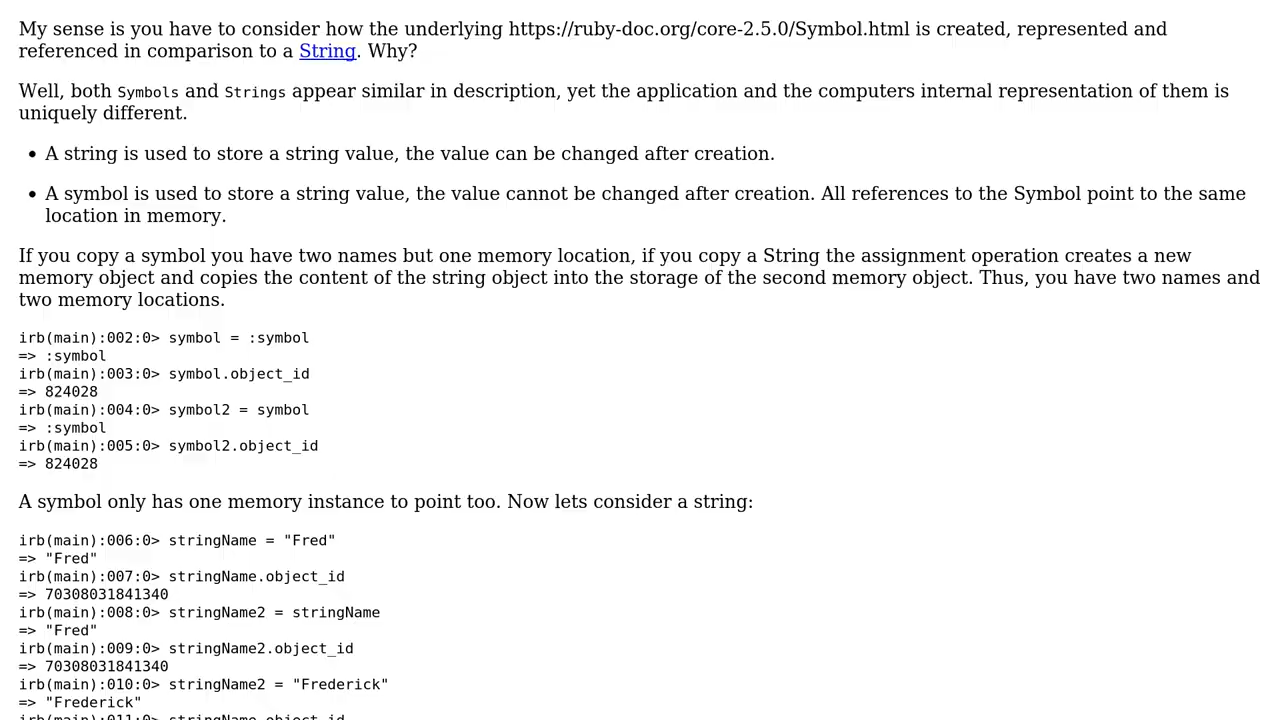 My sense is you have to consider how the underlying https://ruby-doc.org/core-2.5.0/Symbol.html is created, represented and
referenced in comparison to a String. Why?
Well, both Symbols and Strings appear similar in description, yet the application and the computers internal representation of them is
uniquely different.
• A string is used to store a string value, the value can be changed after creation.
• A symbol is used to store a string value, the value cannot be changed after creation. All references to the Symbol point to the same
location in memory.
If you copy a symbol you have two names but one memory location, if you copy a String the assignment operation creates a new
memory object and copies the content of the string object into the storage of the second memory object. Thus, you have two names and
two memory locations.
irb(main):002:0> symbol = :symbol
=> :symbol
irb(main):003:0> symbol.object_id
=> 824028
irb(main):004:0> symbol2 = symbol
=> :symbol
irb(main):005:0> symbol2.object_id
=> 824028
A symbol only has one memory instance to point too. Now lets consider a string:
irb(main):006:0> stringName = "Fred"
=> "Fred"
irb(main):007:0> stringName.object_id
=> 70308031841340
irb(main):008:0> stringName2 = stringName
=> "Fred"
irb(main):009:0> stringName2.object_id
=> 70308031841340
irb(main):010:0> stringName2 = "Frederick"
=> "Frederick"
irb(main):011:0> stringName.object_id